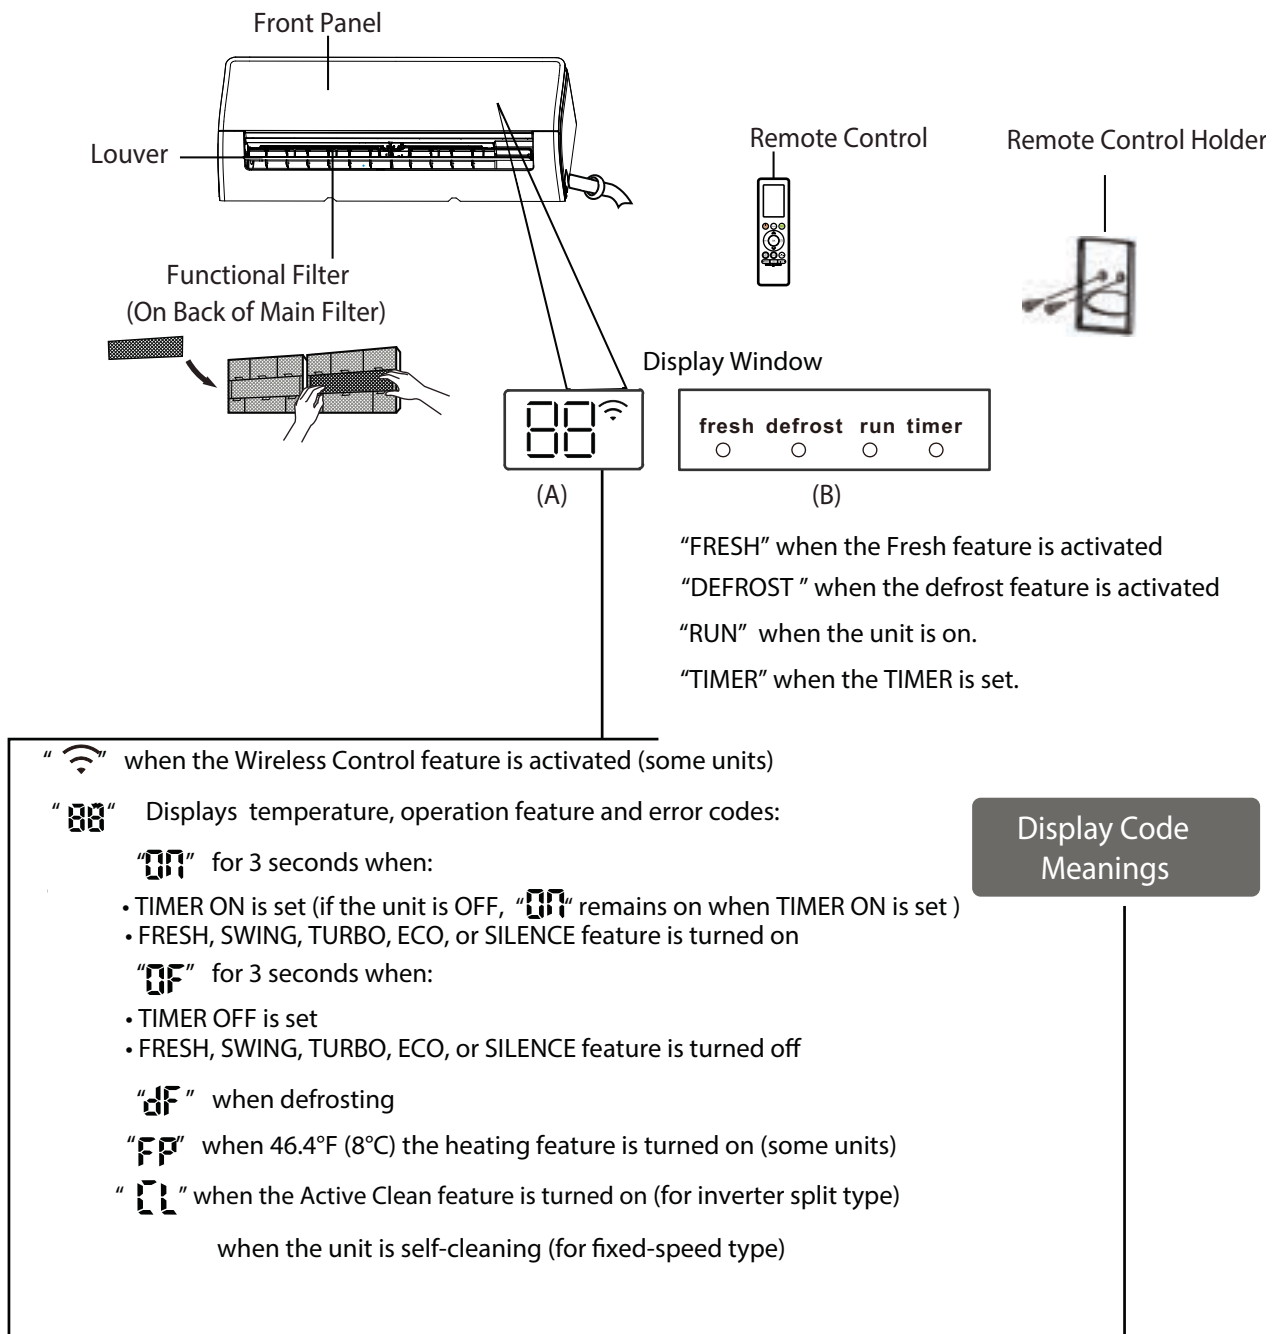 Front Panel
Louver
Remote Control
Remote Control Holder
Functional Filter
(On Back of Main Filter)
Display Window
88
fresh defrost run timer
(A)
(B)
“FRESH” when the Fresh feature is activated
“DEFROST ” when the defrost feature is activated
“RUN” when the unit is on.
“TIMER” when the TIMER is set.
“ ” when the Wireless Control feature is activated (some units)
“88“ Displays temperature, operation feature and error codes:
Display Code
Meanings
“ON” for 3 seconds when:
• TIMER ON is set (if the unit is OFF, “ON“ remains on when TIMER ON is set )
• FRESH, SWING, TURBO, ECO, or SILENCE feature is turned on
“OF” for 3 seconds when:
• TIMER OFF is set
• FRESH, SWING, TURBO, ECO, or SILENCE feature is turned off
“dF ” when defrosting
“FP” when 46.4°F (8°C) the heating feature is turned on (some units)
“ CL ” when the Active Clean feature is turned on (for inverter split type)
when the unit is self-cleaning (for fixed-speed type)